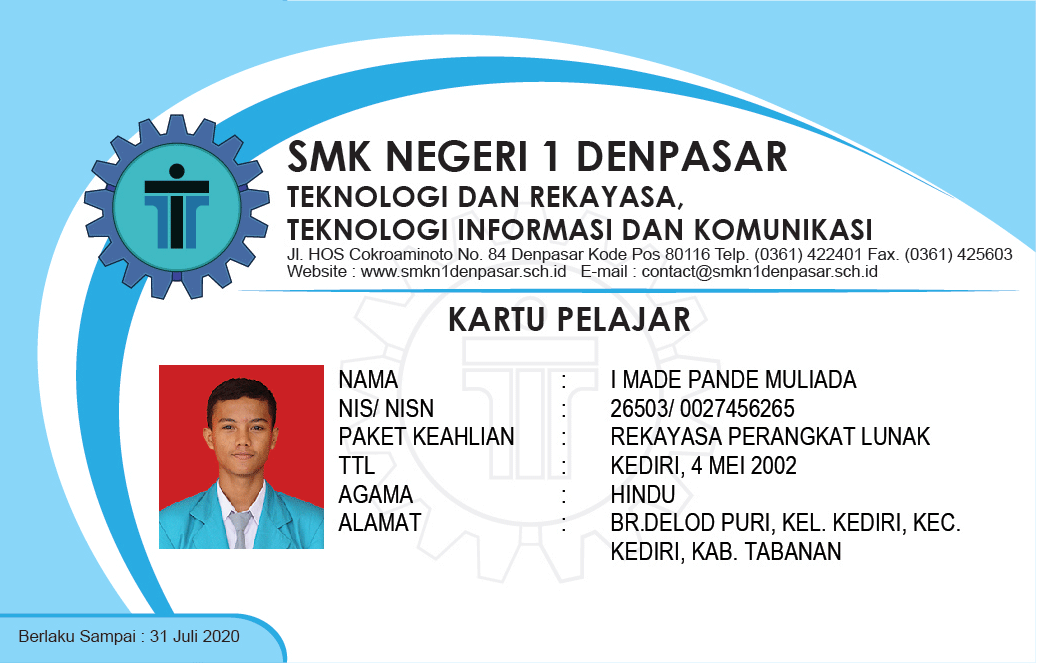 SMK NEGERI 1 DENPASAR
TEKNOLOGI DAN REKAYASA,
TEKNOLOGI INFORMASI DAN KOMUNIKASI
Jl. HOS Cokroaminoto No. 84 Denpasar Kode Pos 80116 Telp. (0361) 422401 Fax. (0361) 425603
Website : www.smkn1denpasar.sch.id E-mail : contact@smkn1denpasar.sch.id
KARTU PELAJAR
NAMA : I MADE PANDE MULIADA
NIS/ NISN : 26503/ 0027456265
PAKET KEAHLIAN : REKAYASA PERANGKAT LUNAK
TTL : KEDIRI, 4 MEI 2002
AGAMA : HINDU
ALAMAT : BR.DELOD PURI, KEL. KEDIRI, KEC.
KEDIRI, KAB. TABANAN
Berlaku Sampai : 31 Juli 2020